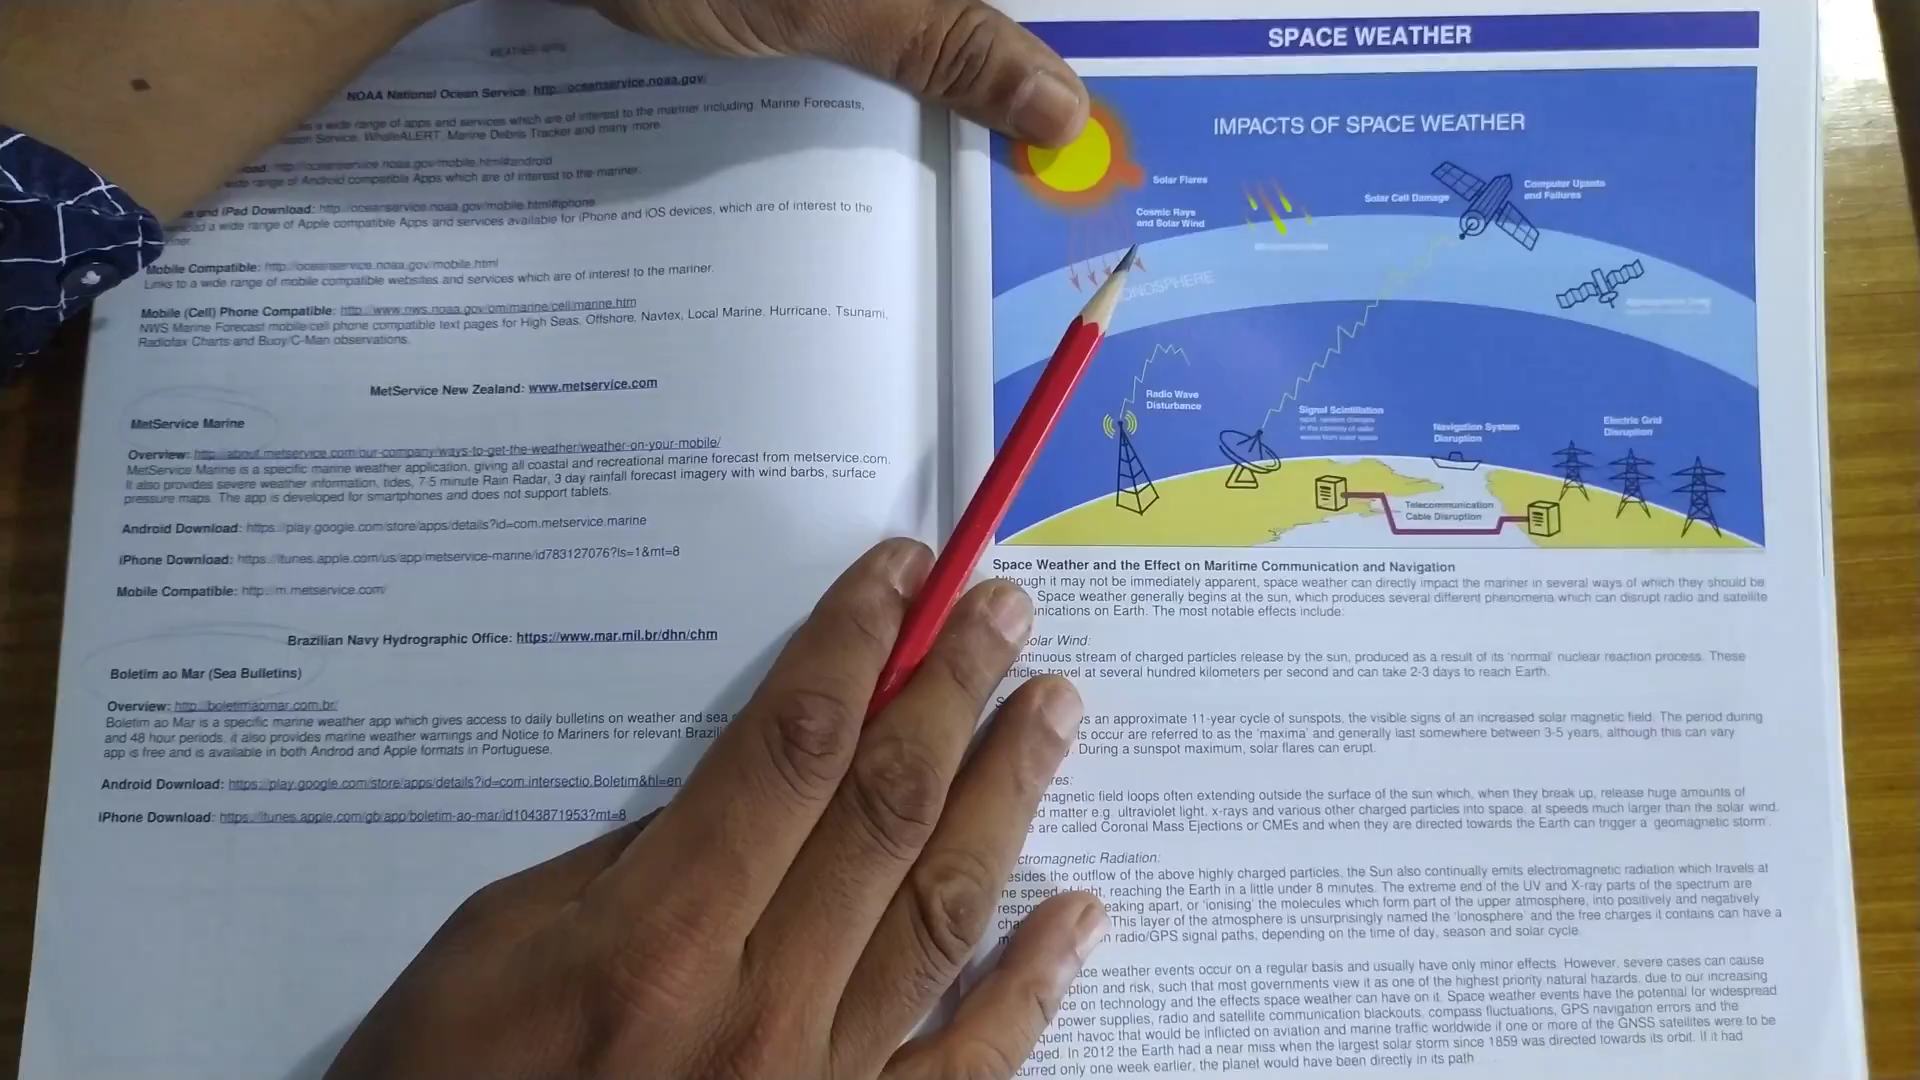 WEATHER APPS
NOAA National Ocean Service: http://oceanservice.noaa.gov/
a wide range of apps and services which are of interest to the mariner including: Marine Forecasts,
Service, WhaleALERT, Marine Debris Tracker and many more.
http://oceanservice.noaa.gov/mobile.html#android
wide range of Android compatible Apps which are of interest to the mariner.
and iPad Download: http://oceanservice.noaa.gov/mobile.html#iphone
a wide range of Apple compatible Apps and services available for iPhone and iOS devices, which are of interest to the
Mobile Compatible: http://oceanservice.noaa.gov/mobile.html
Links to a wide range of mobile compatible websites and services which are of interest to the mariner.
Mobile (Cell) Phone Compatible: http://www.nws.noaa.gov/om/marine/cell/marine.htm
NWS Marine Forecast mobile/cell phone compatible text pages for High Seas, Offshore, Navtex, Local Marine, Hurricane, Tsunami,
Radiofax Charts and Buoy/C-Man observations.
MetService New Zealand: www.metservice.com
MetService Marine
Overview: http://about.metservice.com/our-company/ways-to-get-the-weather/weather-on-your-mobile/
MetService Marine is a specific marine weather application, giving all coastal and recreational marine forecast from metservice.com.
It also provides severe weather information, tides, 7.5 minute Rain Radar, 3 day rainfall forecast imagery with wind barbs, surface
pressure maps. The app is developed for smartphones and does not support tablets.
Android Download: https://play.google.com/store/apps/details?id=com.metservice.marine
iPhone Download: https://itunes.apple.com/us/app/metservice-marine/id783127076?ls=1&mt=8
Mobile Compatible: http://m.metservice.com/
Brazilian Navy Hydrographic Office: https://www.mar.mil.br/dhn/chm
Boletim ao Mar (Sea Bulletins)
Overview: http://boletimaomar.com.br/
Boletim ao Mar is a specific marine weather app which gives access to daily bulletins on weather and sea
and 48 hour periods, it also provides marine weather warnings and Notice to Mariners for relevant
app is free and is available in both Androd and Apple formats in Portuguese.
Android Download: https://play.google.com/store/apps/details?id=com.intersectio.Boletim&hl=en
iPhone Download: https://itunes.apple.com/gb/app/boletim-ao-mar/id1043871953?mt=8
SPACE WEATHER
IMPACTS OF SPACE WEATHER
Solar Flares
Cosmic Rays
and Solar Wind
Solar Cell Damage
Computer Upsets
and Failures
Radio Wave
Disturbance
Signal Scintillation
Navigation System
Disruption
Electric Grid
Disruption
Telecommunication
Cable Disruption
Space Weather and the Effect on Maritime Communication and Navigation
it may not be immediately apparent, space weather can directly impact the mariner in several ways of which they should be
Space weather generally begins at the sun, which produces several different phenomena which can disrupt radio and satellite
on Earth. The most notable effects include:
Solar Wind:
stream of charged particles release by the sun, produced as a result of its 'normal' nuclear reaction process. These
travel at several hundred kilometers per second and can take 2-3 days to reach Earth.
an approximate 11-year cycle of sunspots, the visible signs of an increased solar magnetic field. The period during
occur are referred to as the 'maxima' and generally last somewhere between 3-5 years, although this can vary
During a sunspot maximum, solar flares can erupt.
magnetic field loops often extending outside the surface of the sun which, when they break up, release huge amounts of
matter e.g. ultraviolet light, x-rays and various other charged particles into space, at speeds much larger than the solar wind.
are called Coronal Mass Ejections or CMEs and when they are directed towards the Earth can trigger a 'geomagnetic storm'.
Radiation:
the outflow of the above highly charged particles, the Sun also continually emits electromagnetic radiation which travels at
speed of light, reaching the Earth in a little under 8 minutes. The extreme end of the UV and X-ray parts of the spectrum are
apart, or 'ionising' the molecules which form part of the upper atmosphere, into positively and negatively
This layer of the atmosphere is unsurprisingly named the 'Ionosphere' and the free charges it contains can have a
radio/GPS signal paths, depending on the time of day, season and solar cycle.
weather events occur on a regular basis and usually have only minor effects. However, severe cases can cause
and risk, such that most governments view it as one of the highest priority natural hazards, due to our increasing
on technology and the effects space weather can have on it. Space weather events have the potential for widespread
power supplies, radio and satellite communication blackouts, compass fluctuations, GPS navigation errors and the
havoc that would be inflicted on aviation and marine traffic worldwide if one or more of the GNSS satellites were to be
In 2012 the Earth had a near miss when the largest solar storm since 1859 was directed towards its orbit. If it had
only one week earlier, the planet would have been directly in its path